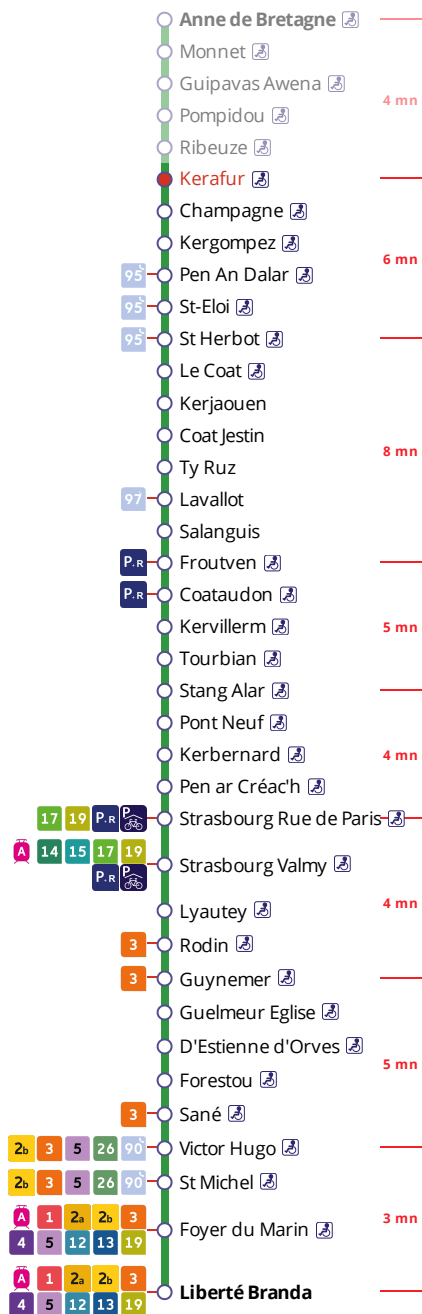 Anne de Bretagne
Monnet
Guipavas Awena
4 mn
Pompidou
Ribeuze
Kerafur
Champagne
Kergompez
6 mn
95 Pen An Dalar
95 St-Eloi
95 St Herbot
Le Coat
Kerjaouen
Coat Jestin
8 mn
Ty Ruz
97 Lavallot
Salanguis
P+R Froutven
P+R Coataudon
5 mn
Kervillerm
Tourbian
Stang Alar
Pont Neuf
4 mn
Kerbernard
Pen ar Créac'h
17 19 P+R P Strasbourg Rue de Paris
A 14 15 17 19
Strasbourg Valmy
P+R P
4 mn
Lyautey
3 Rodin
3 Guynemer
Guelmeur Eglise
D'Estienne d'Orves
5 mn
Forestou
3 Sané
2b 3 5 26 90 Victor Hugo
2b 3 5 26 90 St Michel
A 1 2a 2b 3
3 mn
Foyer du Marin
4 5 12 13 19
A 1 2a 2b 3
Liberté Branda
4 5 12 13 19